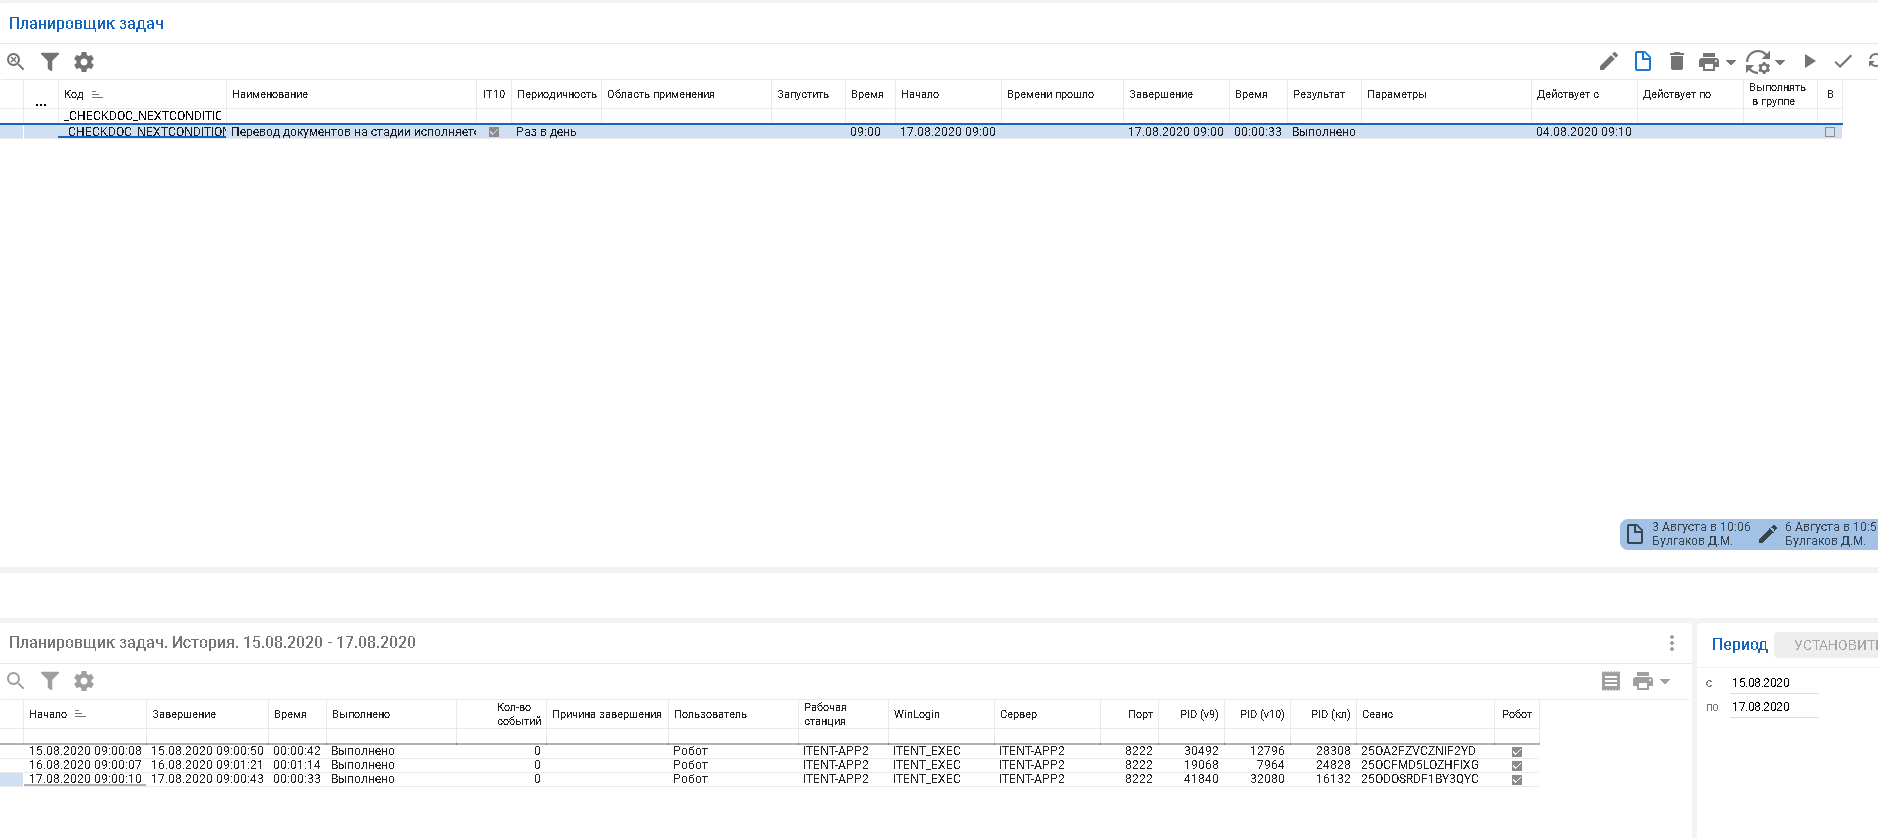 Планировщик задач
... Код Наименование IT10 Периодичность Область применения Запустить Время Начало Времени прошло Завершение Время Результат Параметры Действует с Действует по Выполнять в группе В
_CHECKDOC_NEXTCONDITIC
_CHECKDOC_NEXTCONDITION Перевод документов на стадии исполняетс Раз в день 09:00 17.08.2020 09:00 17.08.2020 09:00 00:00:33 Выполнено 04.08.2020 09:10
3 Августа в 10:06 6 Августа в 10:5
Булгаков Д.М. Булгаков Д.М.
Планировщик задач. История. 15.08.2020 - 17.08.2020
Период УСТАНОВИТЬ
с 15.08.2020
по 17.08.2020
Начало Завершение Время Выполнено Кол-во событий Причина завершения Пользователь Рабочая станция WinLogin Сервер Порт PID (v9) PID (v10) PID (кл) Сеанс Робот
15.08.2020 09:00:08 15.08.2020 09:00:50 00:00:42 Выполнено 0 Робот ITENT-APP2 ITENT_EXEC ITENT-APP2 8222 30492 12796 28308 25OA2FZVCZNIF2YD
16.08.2020 09:00:07 16.08.2020 09:01:21 00:01:14 Выполнено 0 Робот ITENT-APP2 ITENT_EXEC ITENT-APP2 8222 19068 7964 24828 25OCFMD5LOZHFIXG
17.08.2020 09:00:10 17.08.2020 09:00:43 00:00:33 Выполнено 0 Робот ITENT-APP2 ITENT_EXEC ITENT-APP2 8222 41840 32080 16132 25ODOSRDF1BY3QYC